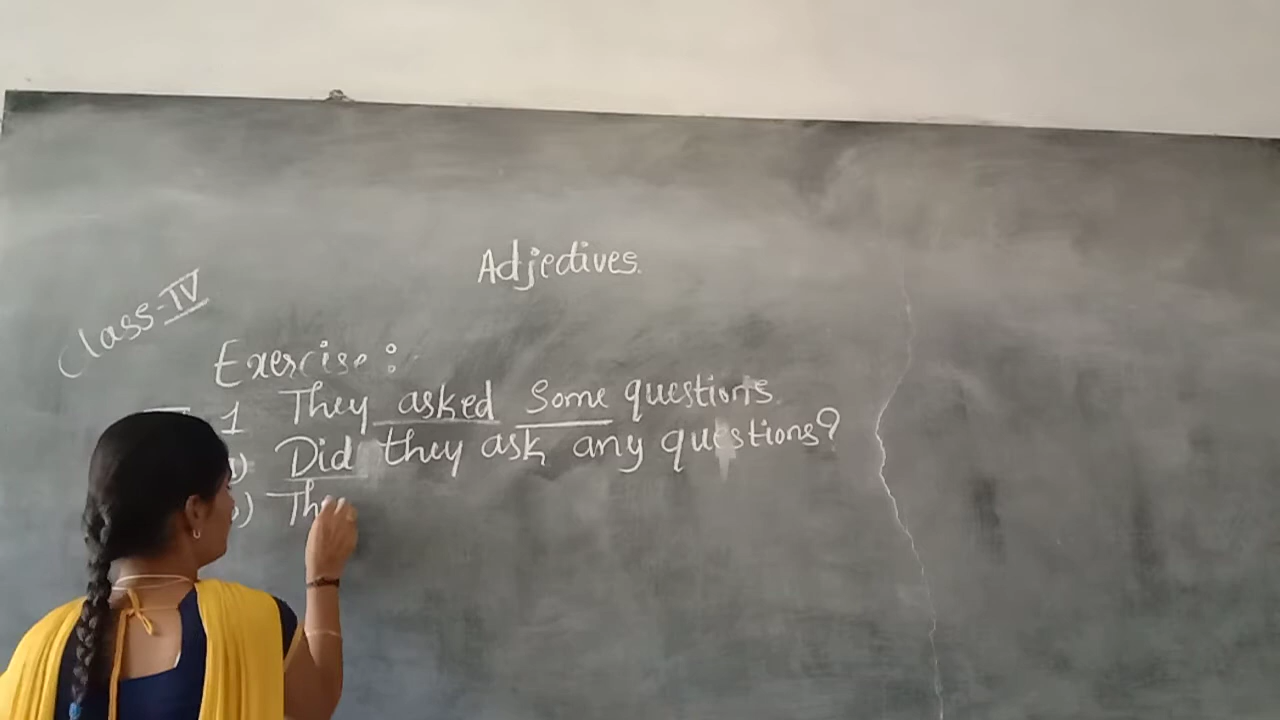 Adjectives.
Class-IV
Exercise:
1 They asked Some questions.
a) Did they ask any questions?
b) Th